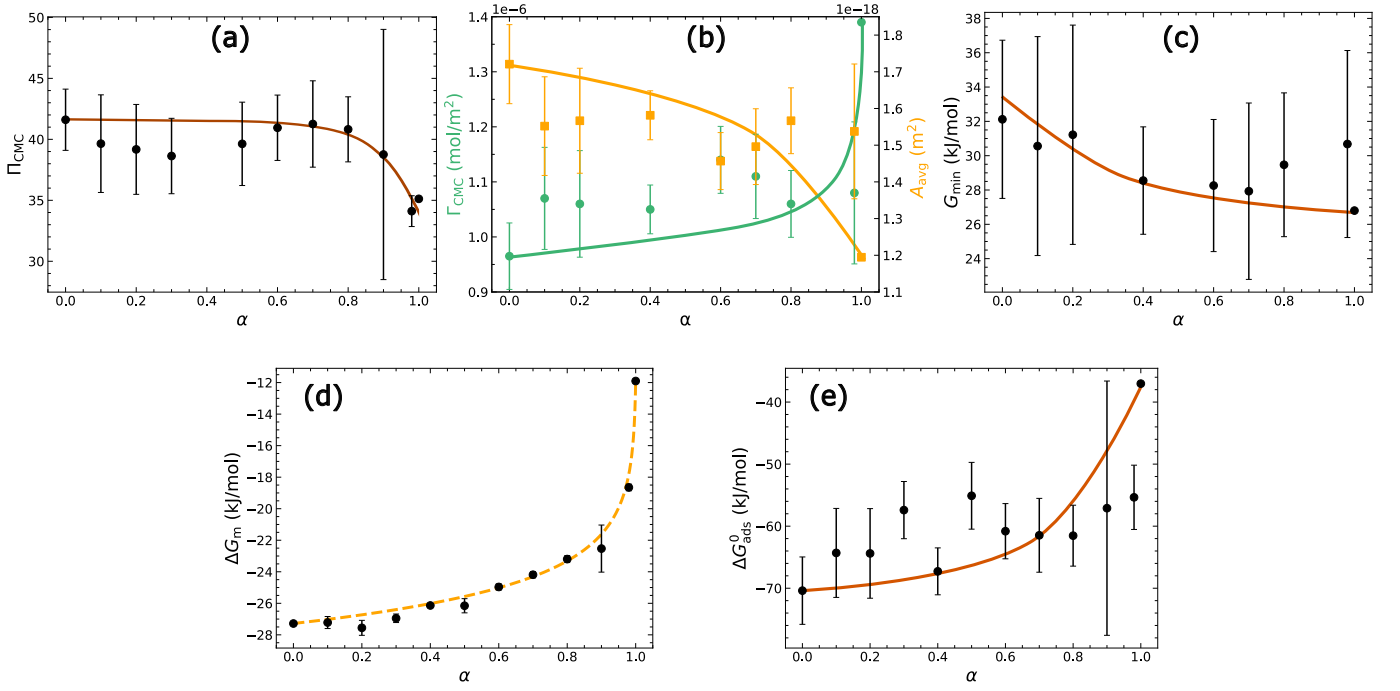 (a)
Π_CMC
55
50
45
40
35
30
0.0 0.2 0.4 0.6 0.8 1.0
α
(b)
1e−6
1e−18
Γ_CMC (mol/m²)
1.4
1.3
1.2
1.1
1.0
0.9
A_avg (m²)
1.8
1.7
1.6
1.5
1.4
1.3
1.2
1.1
0.0 0.2 0.4 0.6 0.8 1.0
α
(c)
G_min (kJ/mol)
38
36
34
32
30
28
26
24
0.0 0.2 0.4 0.6 0.8 1.0
α
(d)
ΔG_m (kJ/mol)
−12
−14
−16
−18
−20
−22
−24
−26
−28
0.0 0.2 0.4 0.6 0.8 1.0
α
(e)
ΔG⁰_ads (kJ/mol)
−40
−50
−60
−70
0.0 0.2 0.4 0.6 0.8 1.0
α